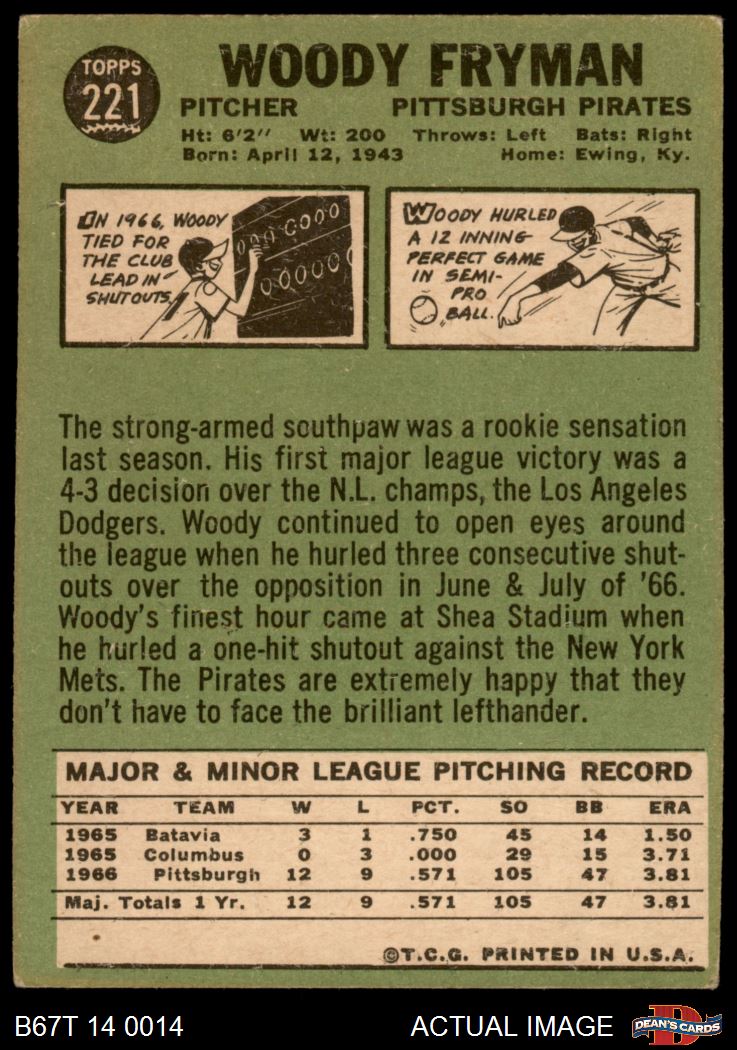 TOPPS
221
WOODY FRYMAN
PITCHER PITTSBURGH PIRATES
Ht: 6'2" Wt: 200 Throws: Left Bats: Right
Born: April 12, 1943 Home: Ewing, Ky.
IN 1966, WOODY
TIED FOR
THE CLUB
LEAD IN
SHUTOUTS.
WOODY HURLED
A 12 INNING
PERFECT GAME
IN SEMI-
PRO
BALL.
The strong-armed southpaw was a rookie sensation
last season. His first major league victory was a
4-3 decision over the N.L. champs, the Los Angeles
Dodgers. Woody continued to open eyes around
the league when he hurled three consecutive shut-
outs over the opposition in June & July of '66.
Woody's finest hour came at Shea Stadium when
he hurled a one-hit shutout against the New York
Mets. The Pirates are extremely happy that they
don't have to face the brilliant lefthander.
MAJOR & MINOR LEAGUE PITCHING RECORD
YEAR TEAM W L PCT. SO BB ERA
1965 Batavia 3 1 .750 45 14 1.50
1965 Columbus 0 3 .000 29 15 3.71
1966 Pittsburgh 12 9 .571 105 47 3.81
Maj. Totals 1 Yr. 12 9 .571 105 47 3.81
©T.C.G. PRINTED IN U.S.A.
B67T 14 0014 ACTUAL IMAGE
D
DEAN'S CARDS